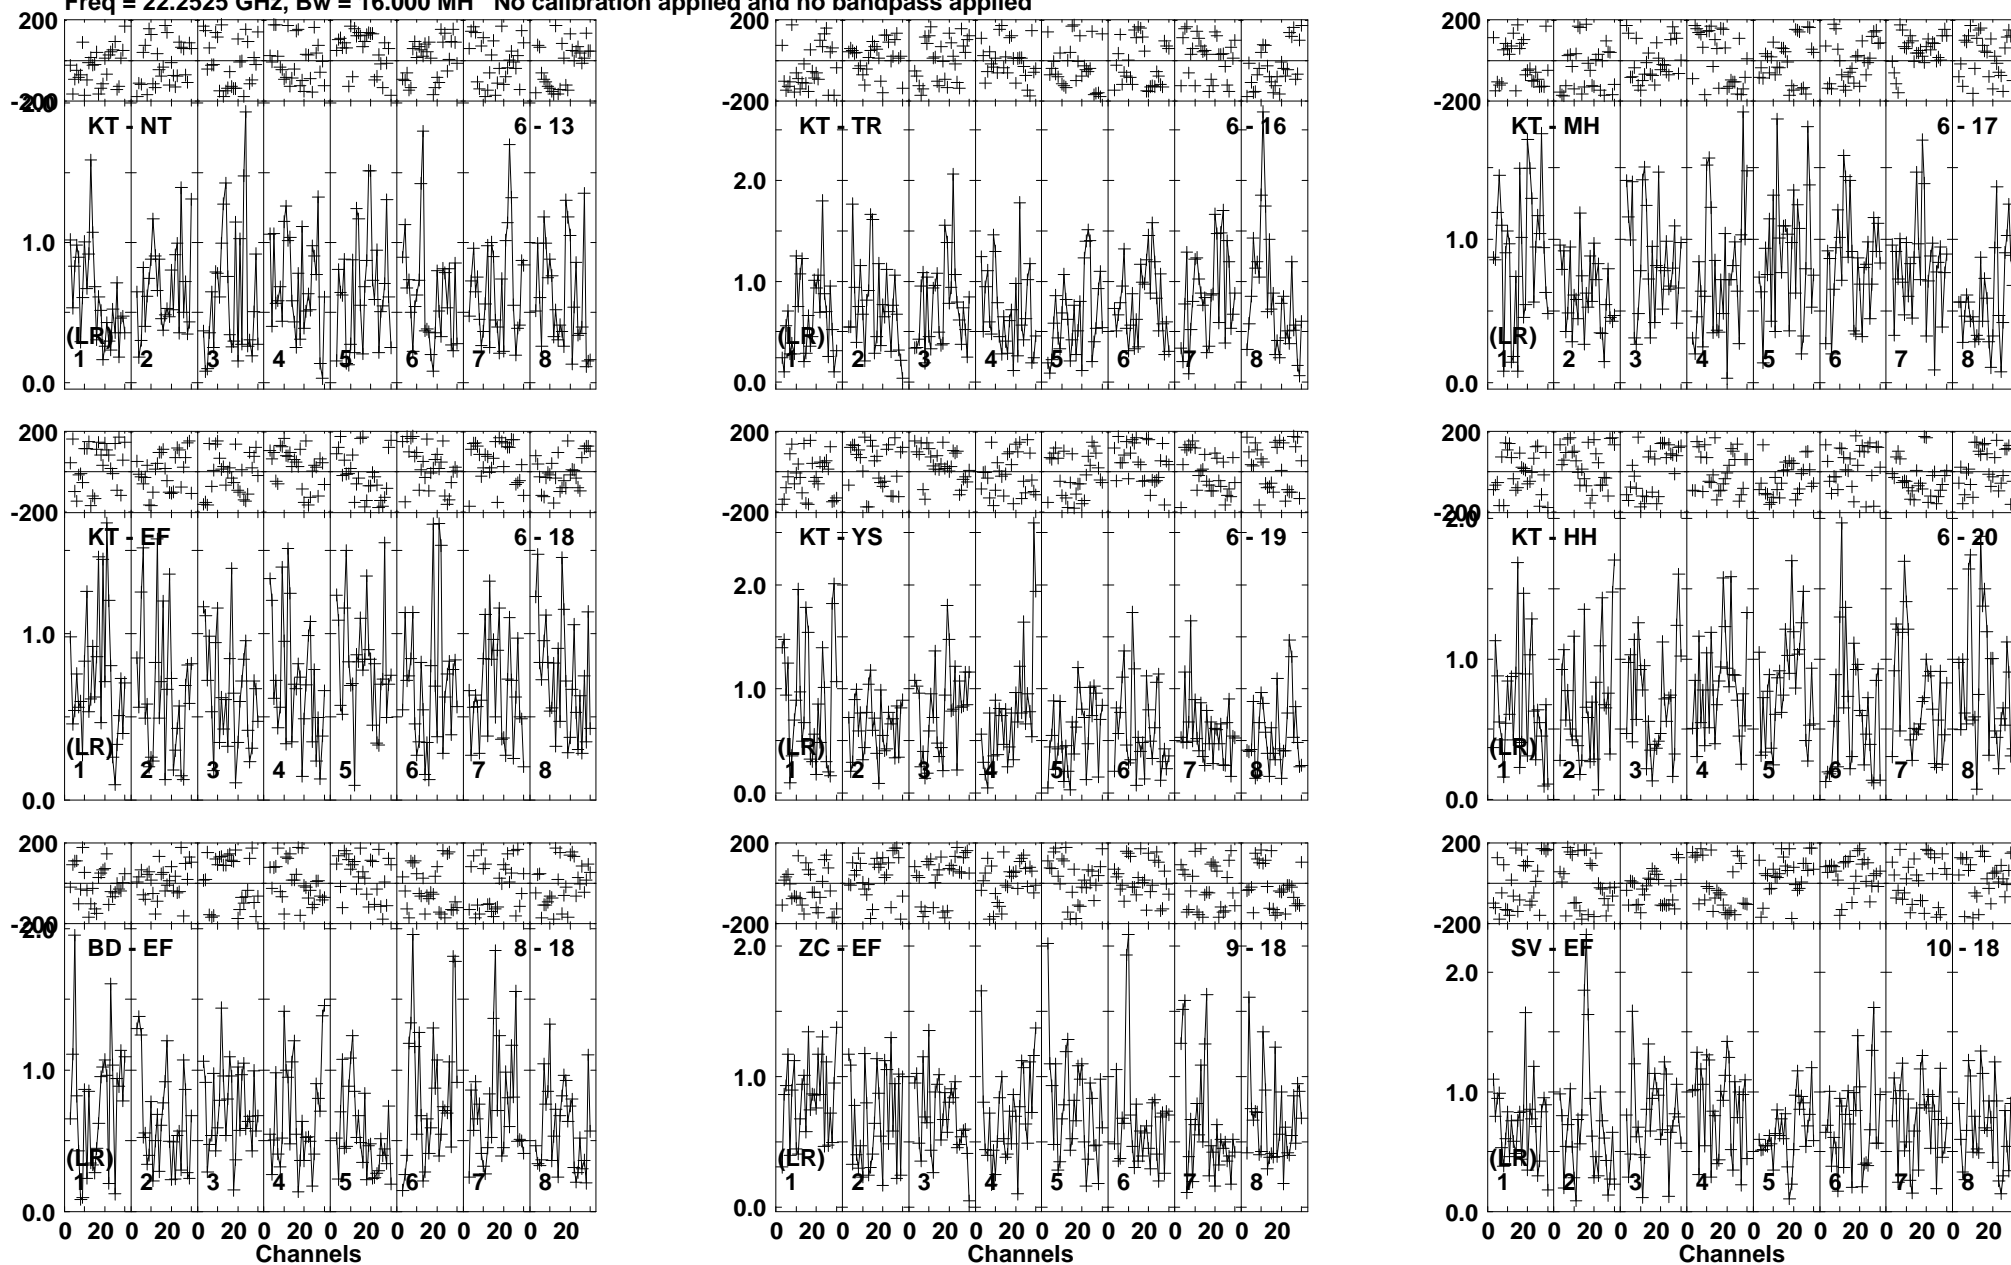 Freq = 22.2525 GHz, Bw = 16.000 MH No calibration applied and no bandpass applied
200
-200
2.0
1.0
0.0
KT - NT
6 - 13
(LR)
1 2 3 4 5 6 7 8
200
-200
2.0
1.0
0.0
KT - TR
6 - 16
(LR)
1 2 3 4 5 6 7 8
200
-200
1.0
0.0
KT - MH
6 - 17
(LR)
1 2 3 4 5 6 7 8
200
-200
1.0
0.0
KT - EF
6 - 18
(LR)
1 2 3 4 5 6 7 8
200
-200
2.0
1.0
0.0
KT - YS
6 - 19
(LR)
1 2 3 4 5 6 7 8
200
-200
2.0
1.0
0.0
KT - HH
6 - 20
(LR)
1 2 3 4 5 6 7 8
200
-200
2.0
1.0
0.0
BD - EF
8 - 18
(LR)
1 2 3 4 5 6 7 8
0 20 0 20 0 20 0 20 0 20 0 20 0 20 0 20
Channels
200
-200
2.0
1.0
0.0
ZC - EF
9 - 18
(LR)
1 2 3 4 5 6 7 8
0 20 0 20 0 20 0 20 0 20 0 20 0 20 0 20
Channels
200
-200
2.0
1.0
0.0
SV - EF
10 - 18
(LR)
1 2 3 4 5 6 7 8
0 20 0 20 0 20 0 20 0 20 0 20 0 20 0 20
Channels